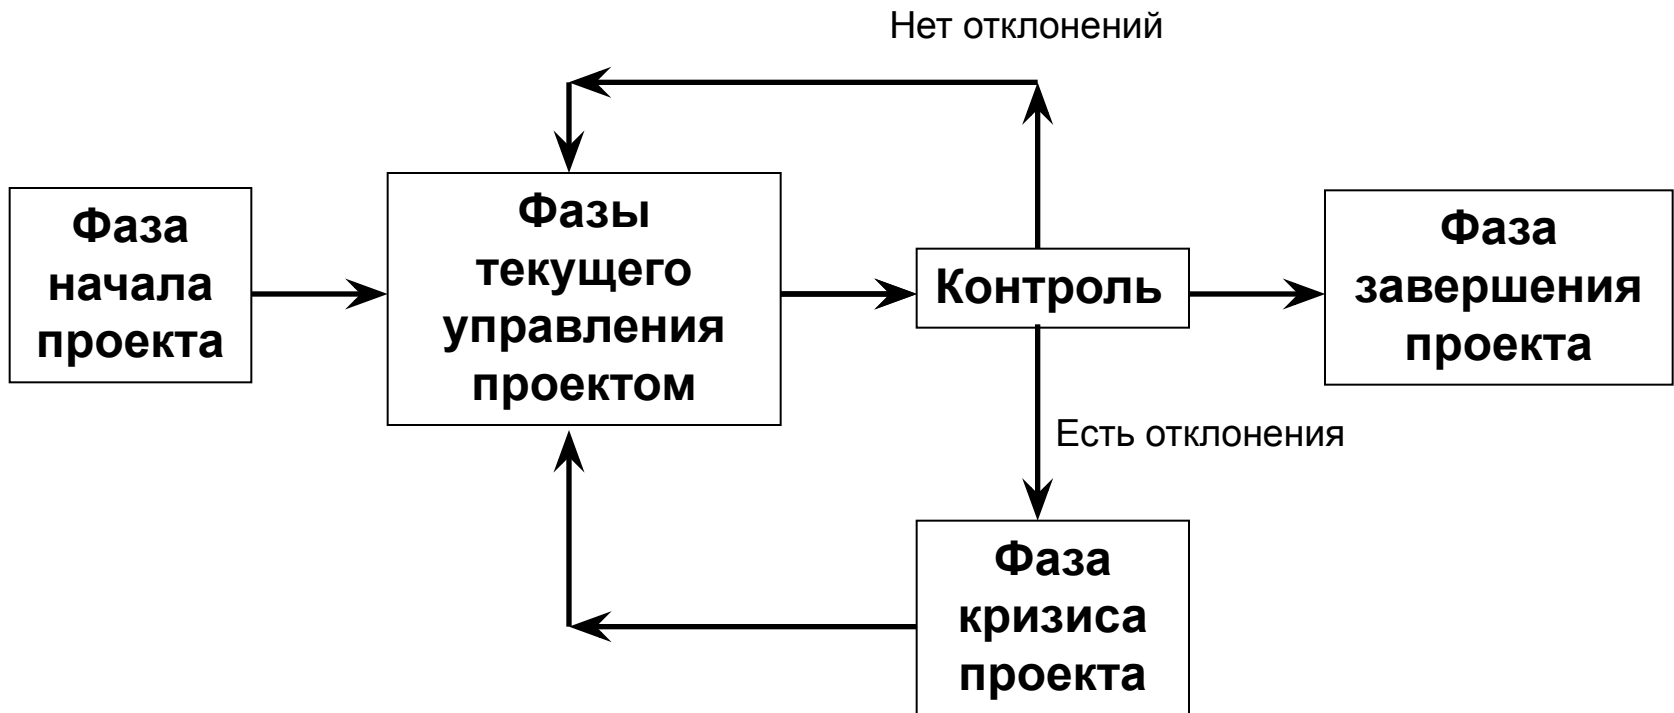 Нет отклонений
Фаза
начала
проекта
Фазы
текущего
управления
проектом
Контроль
Фаза
завершения
проекта
Есть отклонения
Фаза
кризиса
проекта